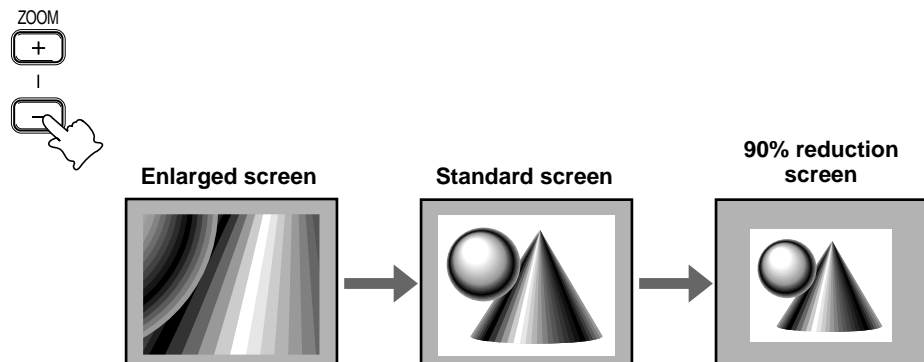 ZOOM
+
−
Enlarged screen
Standard screen
90% reduction
screen